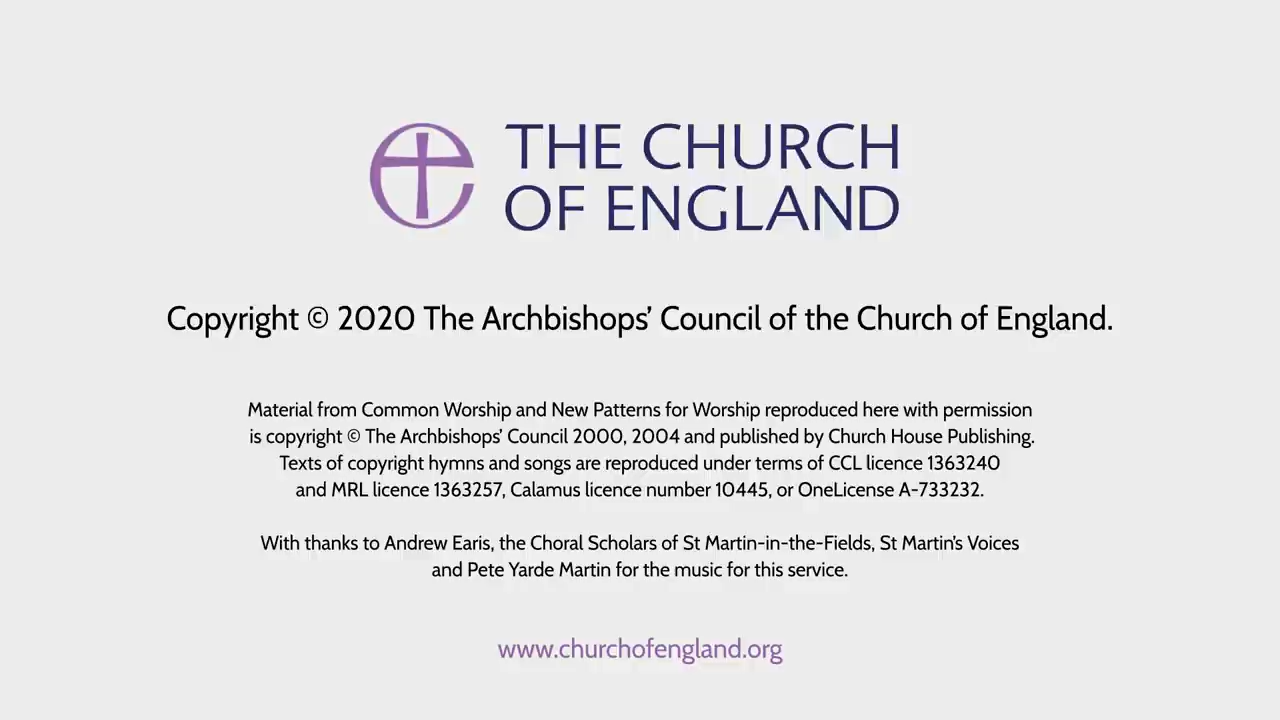 THE CHURCH
OF ENGLAND
Copyright © 2020 The Archbishops’ Council of the Church of England.
Material from Common Worship and New Patterns for Worship reproduced here with permission
is copyright © The Archbishops’ Council 2000, 2004 and published by Church House Publishing.
Texts of copyright hymns and songs are reproduced under terms of CCL licence 1363240
and MRL licence 1363257, Calamus licence number 10445, or OneLicense A-733232.
With thanks to Andrew Earis, the Choral Scholars of St Martin-in-the-Fields, St Martin’s Voices
and Pete Yarde Martin for the music for this service.
www.churchofengland.org